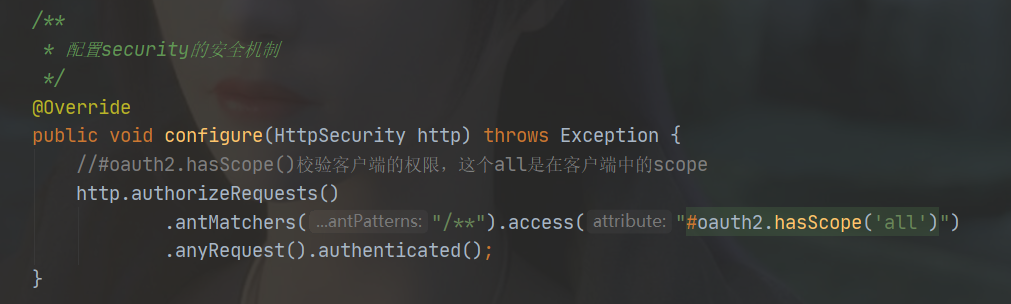 /**
 * 配置security的安全机制
 */
@Override
public void configure(HttpSecurity http) throws Exception {
    //#oauth2.hasScope()校验客户端的权限，这个all是在客户端中的scope
    http.authorizeRequests()
            .antMatchers( ...antPatterns: "/**").access( attribute: "#oauth2.hasScope('all')")
            .anyRequest().authenticated();
}